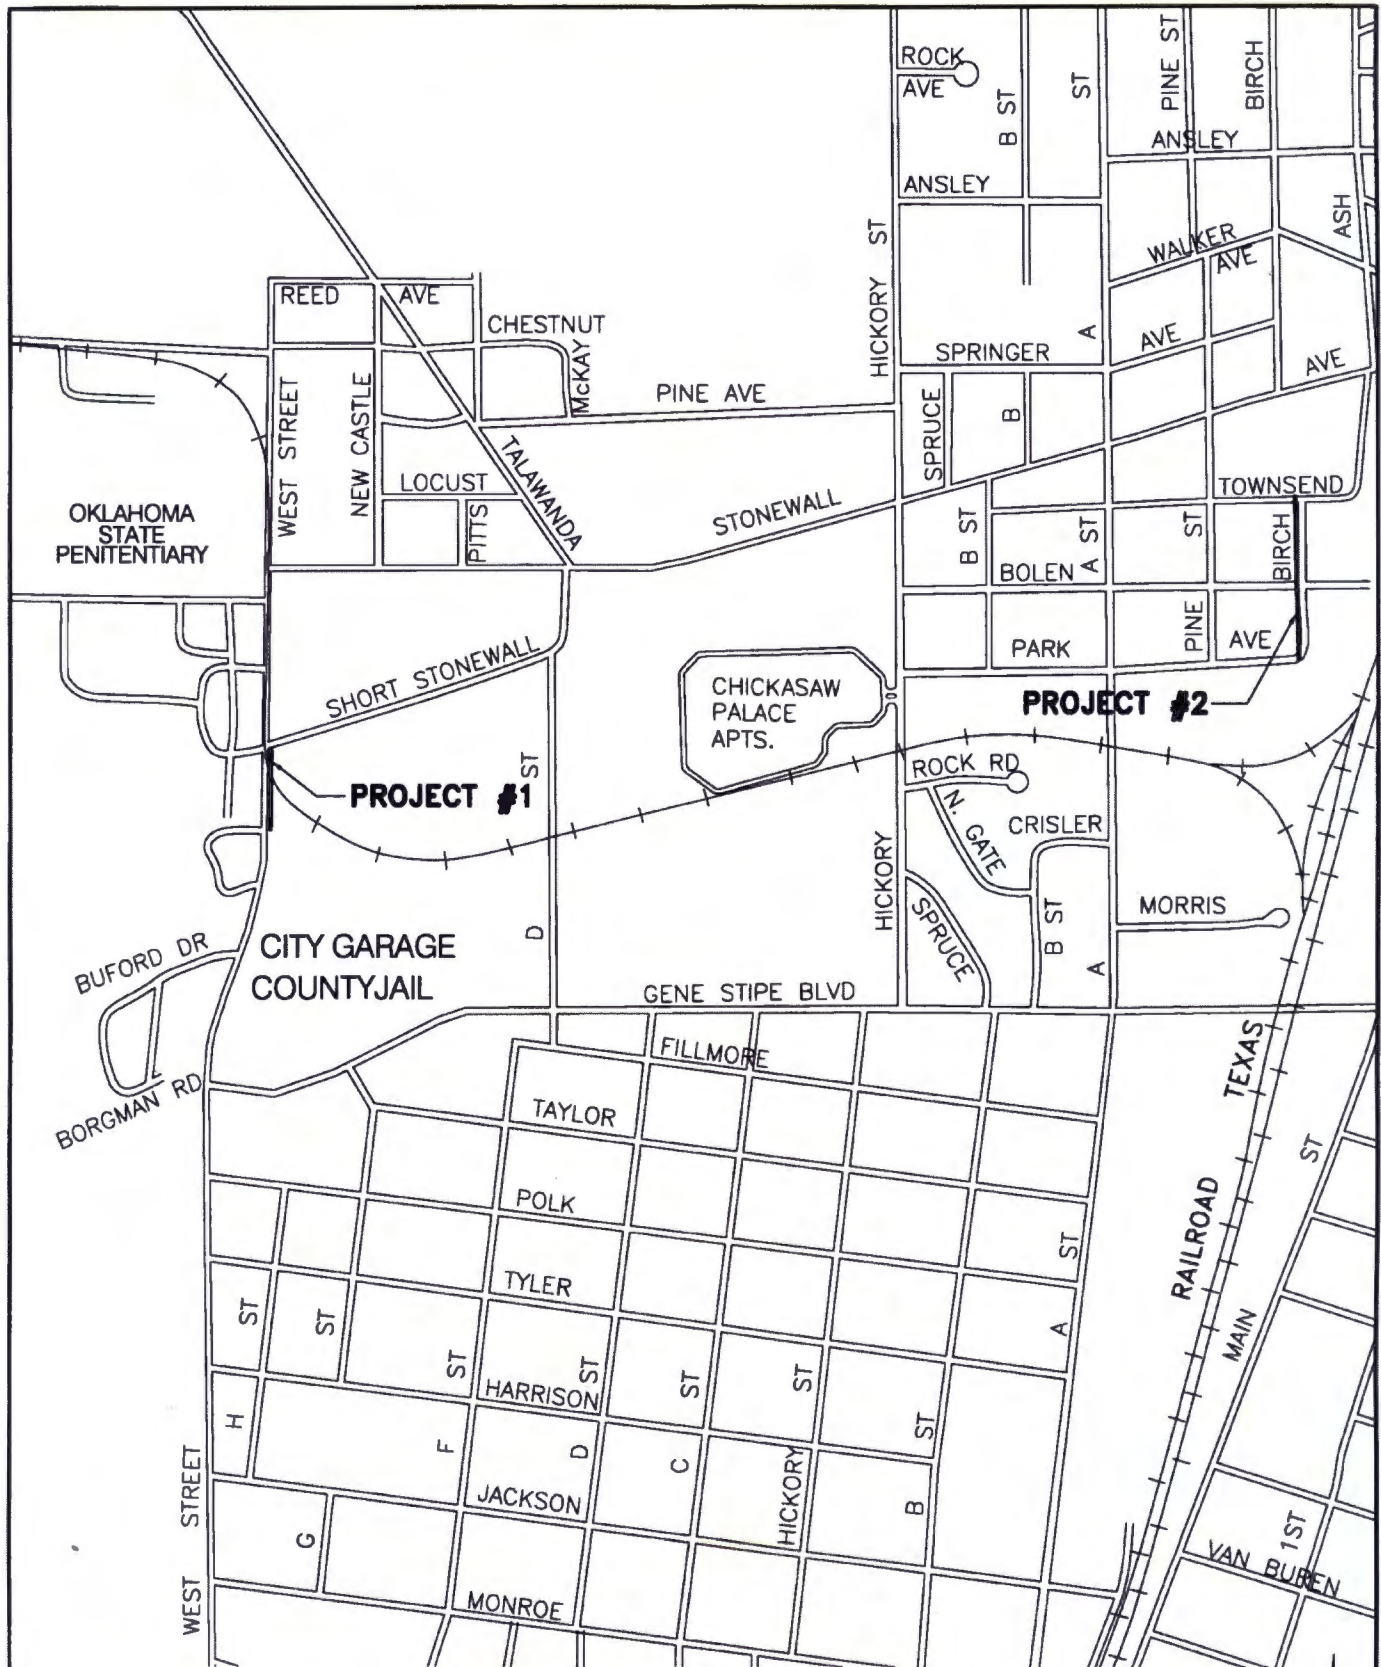 ROCK
AVE
B ST
ST
PINE ST
BIRCH
ANSLEY
ANSLEY
HICKORY ST
WALKER
AVE
ASH
REED AVE
CHESTNUT
McKAY
SPRINGER
A
AVE
AVE
WEST STREET
NEW CASTLE
PINE AVE
SPRUCE
B
LOCUST
TALAWANDA
PITTS
STONEWALL
TOWNSEND
OKLAHOMA
STATE
PENITENTIARY
B ST
BOLEN
A ST
ST
BIRCH
SHORT STONEWALL
PARK
PINE
AVE
CHICKASAW
PALACE
APTS.
PROJECT #2
ST
PROJECT #1
ROCK RD
N. GATE
CRISLER
HICKORY
SPRUCE
B ST
MORRIS
D
A
BUFORD DR
CITY GARAGE
COUNTYJAIL
GENE STIPE BLVD
FILLMORE
TEXAS
BORGMAN RD
TAYLOR
POLK
ST
RAILROAD
ST
TYLER
ST
ST
A
MAIN
ST
ST
ST
ST
HARRISON
H
F
D
C
HICKORY
ST
WEST STREET
JACKSON
B
G
1ST
VAN BUREN
MONROE